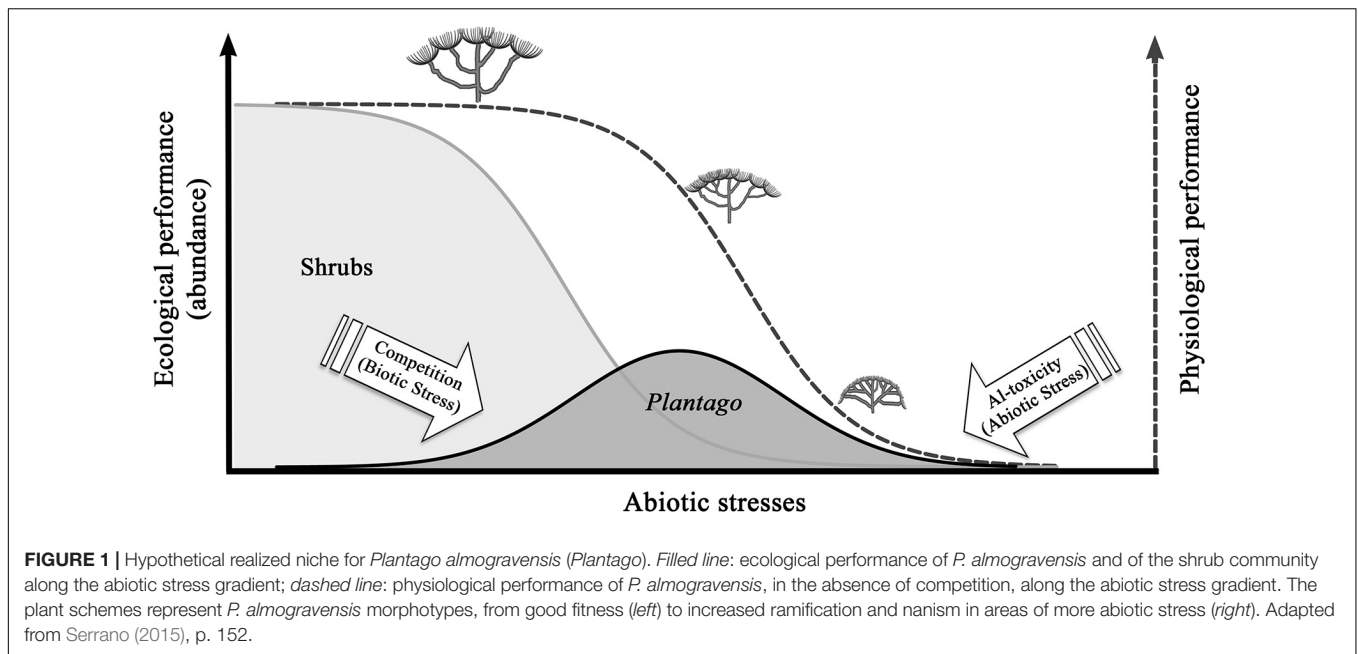 Ecological performance
(abundance)
Shrubs
Competition
(Biotic Stress)
Plantago
Al-toxicity
(Abiotic Stress)
Physiological performance
Abiotic stresses
FIGURE 1 | Hypothetical realized niche for Plantago almogravensis (Plantago). Filled line: ecological performance of P. almogravensis and of the shrub community
along the abiotic stress gradient; dashed line: physiological performance of P. almogravensis, in the absence of competition, along the abiotic stress gradient. The
plant schemes represent P. almogravensis morphotypes, from good fitness (left) to increased ramification and nanism in areas of more abiotic stress (right). Adapted
from Serrano (2015), p. 152.